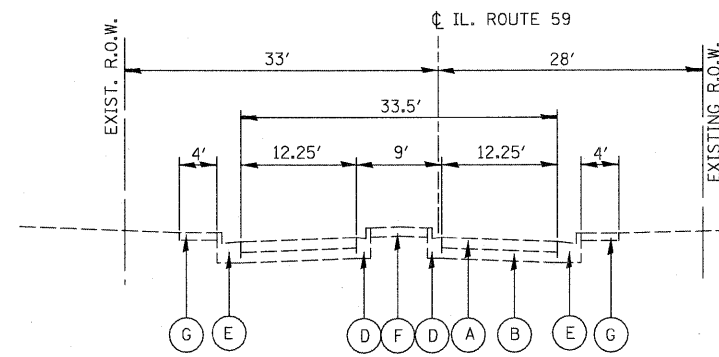 ℄ IL. ROUTE 59
EXIST. R.O.W.
33'
28'
EXISTING R.O.W.
33.5'
4'
12.25'
9'
12.25'
4'
G E D F D A B E G